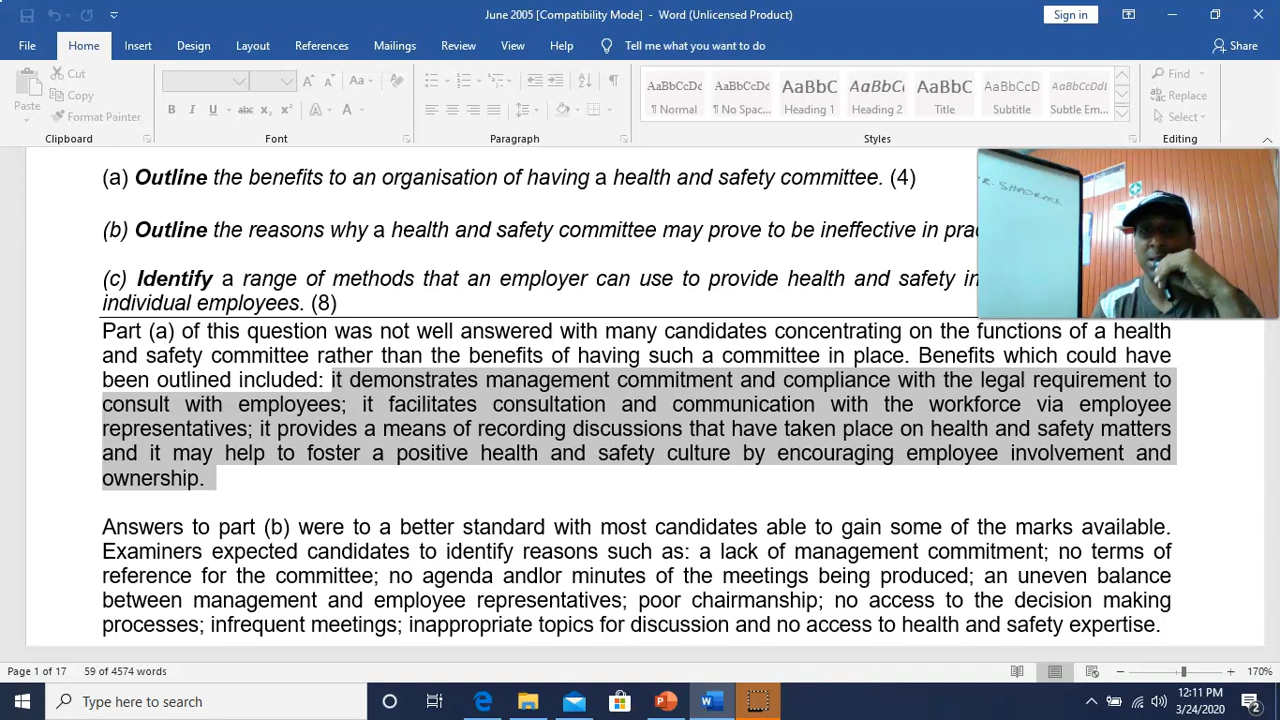 June 2005 [Compatibility Mode] - Word (Unlicensed Product)
Sign in
File Home Insert Design Layout References Mailings Review View Help Tell me what you want to do Share
Paste
Cut
Copy
Format Painter
Clipboard
Aa
B I U abc x₂ x² A A
Font
Paragraph
AaBbCcDd AaBbCcDd AaBbC AaBbCc AaBbC AaBbCcDd AaBbCcDd
¶ Normal ¶ No Spac... Heading 1 Heading 2 Title Subtitle Subtle Em...
Styles
Find
Replace
Select
Editing
(a) Outline the benefits to an organisation of having a health and safety committee. (4)
(b) Outline the reasons why a health and safety committee may prove to be ineffective in prac
(c) Identify a range of methods that an employer can use to provide health and safety in
individual employees. (8)
Part (a) of this question was not well answered with many candidates concentrating on the functions of a health
and safety committee rather than the benefits of having such a committee in place. Benefits which could have
been outlined included: it demonstrates management commitment and compliance with the legal requirement to
consult with employees; it facilitates consultation and communication with the workforce via employee
representatives; it provides a means of recording discussions that have taken place on health and safety matters
and it may help to foster a positive health and safety culture by encouraging employee involvement and
ownership.
Answers to part (b) were to a better standard with most candidates able to gain some of the marks available.
Examiners expected candidates to identify reasons such as: a lack of management commitment; no terms of
reference for the committee; no agenda andlor minutes of the meetings being produced; an uneven balance
between management and employee representatives; poor chairmanship; no access to the decision making
processes; infrequent meetings; inappropriate topics for discussion and no access to health and safety expertise.
Page 1 of 17 59 of 4574 words 170%
Type here to search
12:11 PM
3/24/2020
2